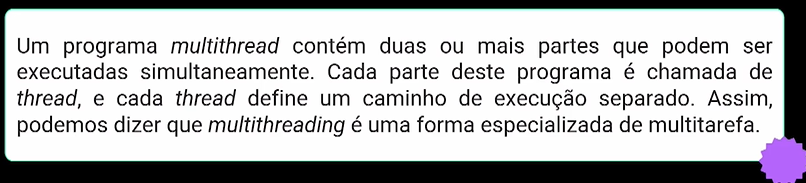 Um programa multithread contém duas ou mais partes que podem ser
executadas simultaneamente. Cada parte deste programa é chamada de
thread, e cada thread define um caminho de execução separado. Assim,
podemos dizer que multithreading é uma forma especializada de multitarefa.